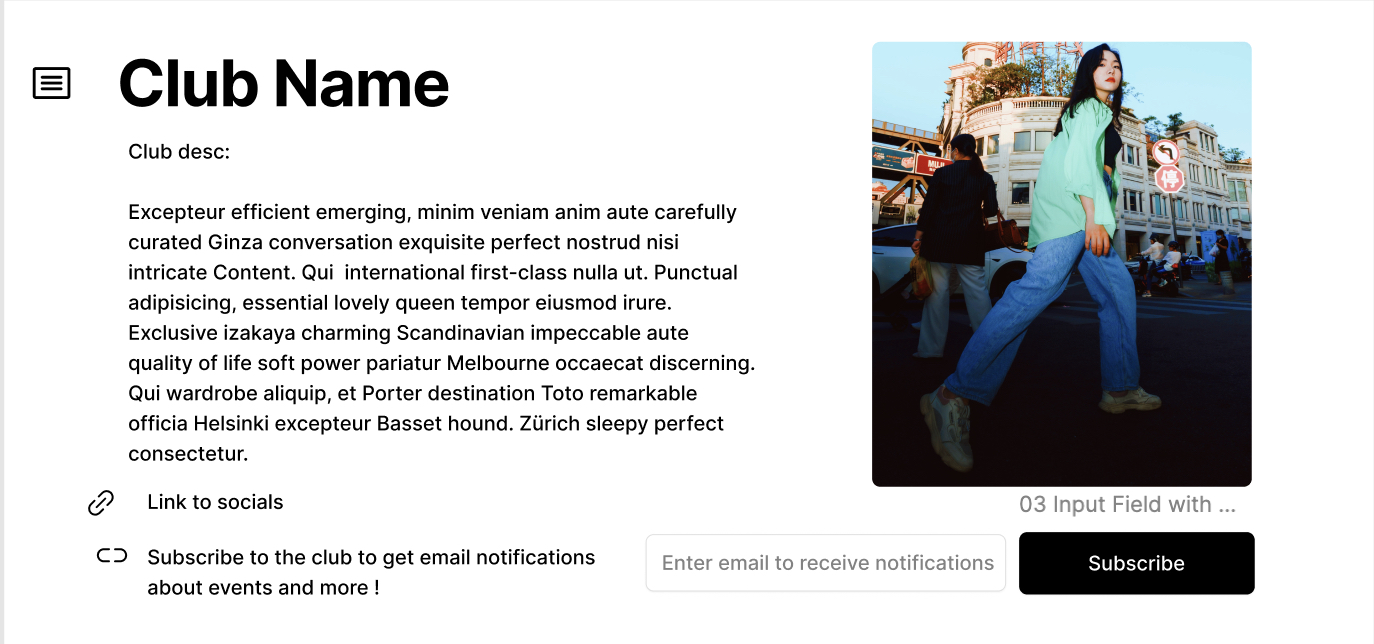 Club Name
Club desc:
Excepteur efficient emerging, minim veniam anim aute carefully
curated Ginza conversation exquisite perfect nostrud nisi
intricate Content. Qui  international first-class nulla ut. Punctual
adipisicing, essential lovely queen tempor eiusmod irure.
Exclusive izakaya charming Scandinavian impeccable aute
quality of life soft power pariatur Melbourne occaecat discerning.
Qui wardrobe aliquip, et Porter destination Toto remarkable
officia Helsinki excepteur Basset hound. Zürich sleepy perfect
consectetur.
MUJI
停
Link to socials
03 Input Field with ...
Subscribe to the club to get email notifications
about events and more !
Enter email to receive notifications
Subscribe